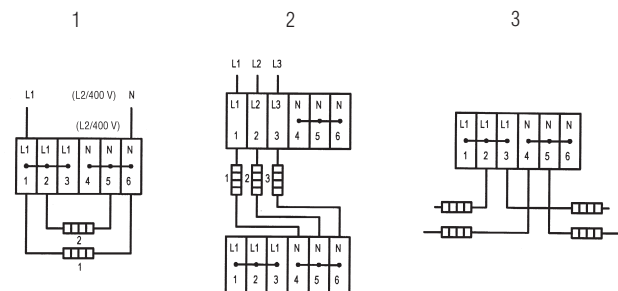 1
2
3
L1 (L2/400 V) N
(L2/400 V)
L1 L1 L1 N N N
1 2 3 4 5 6
2
1
L1 L2 L3
L1 L2 L3 N N N
1 2 3 4 5 6
1 2 3
L1 L1 L1 N N N
1 2 3 4 5 6
L1 L1 L1 N N N
1 2 3 4 5 6